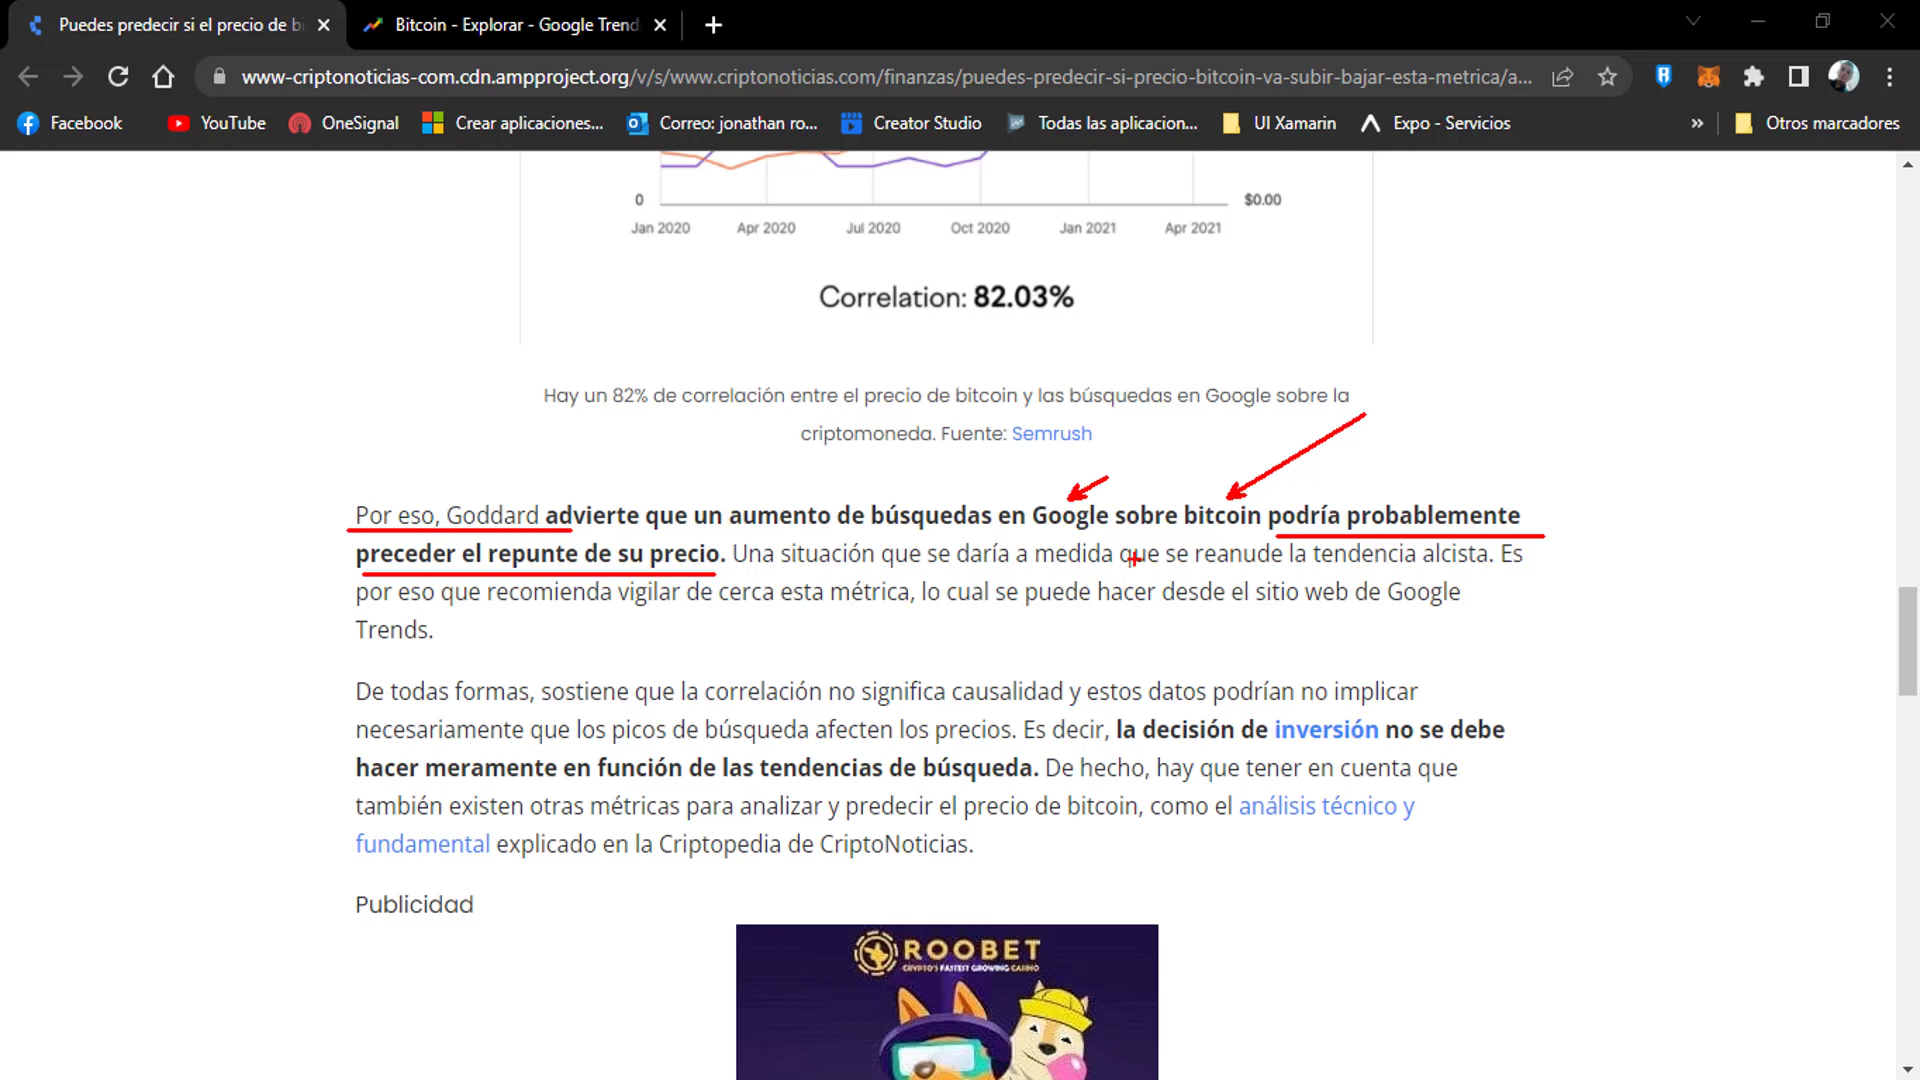 Puedes predecir si el precio de bi
Bitcoin - Explorar - Google Trend
www-criptonoticias-com.cdn.ampproject.org/v/s/www.criptonoticias.com/finanzas/puedes-predecir-si-precio-bitcoin-va-subir-bajar-esta-metrica/a...
Facebook
YouTube
OneSignal
Crear aplicaciones...
Correo: jonathan ro...
Creator Studio
Todas las aplicacion...
UI Xamarin
Expo - Servicios
»
Otros marcadores
0
$0.00
Jan 2020
Apr 2020
Jul 2020
Oct 2020
Jan 2021
Apr 2021
Correlation: 82.03%
Hay un 82% de correlación entre el precio de bitcoin y las búsquedas en Google sobre la
criptomoneda. Fuente: Semrush
Por eso, Goddard advierte que un aumento de búsquedas en Google sobre bitcoin podría probablemente
preceder el repunte de su precio. Una situación que se daría a medida que se reanude la tendencia alcista. Es
por eso que recomienda vigilar de cerca esta métrica, lo cual se puede hacer desde el sitio web de Google
Trends.
De todas formas, sostiene que la correlación no significa causalidad y estos datos podrían no implicar
necesariamente que los picos de búsqueda afecten los precios. Es decir, la decisión de inversión no se debe
hacer meramente en función de las tendencias de búsqueda. De hecho, hay que tener en cuenta que
también existen otras métricas para analizar y predecir el precio de bitcoin, como el análisis técnico y
fundamental explicado en la Criptopedia de CriptoNoticias.
Publicidad
ROOBET
CRYPTO'S FASTEST GROWING CASINO